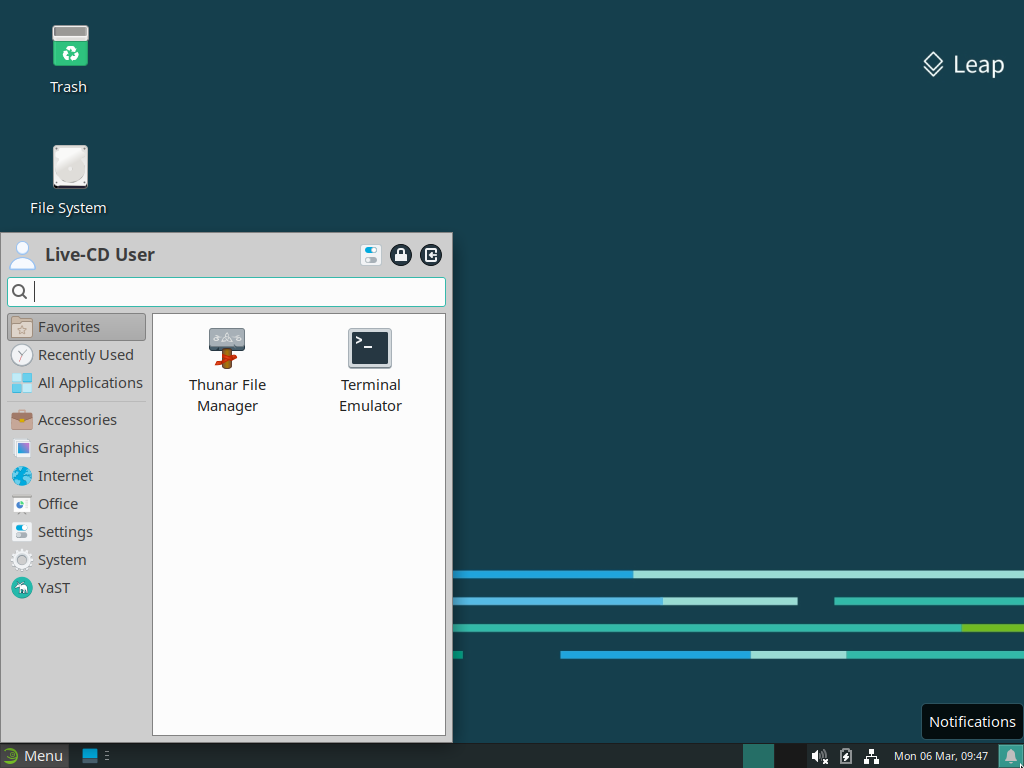 Trash
Leap
File System
Live-CD User
Favorites
Recently Used
All Applications
Accessories
Graphics
Internet
Office
Settings
System
YaST
Thunar File
Manager
Terminal
Emulator
Notifications
Menu
Mon 06 Mar, 09:47